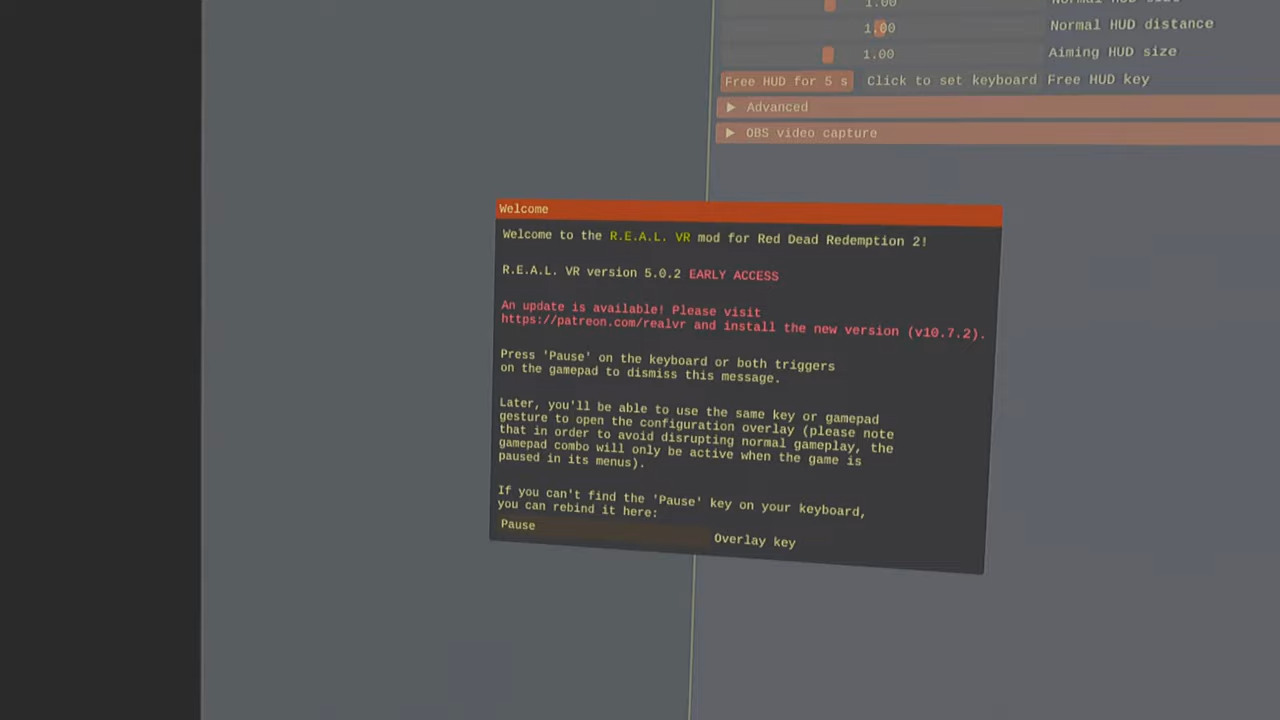 1.00 Normal HUD size
1.00 Normal HUD distance
1.00 Aiming HUD size
Free HUD for 5 s Click to set keyboard Free HUD key
Advanced
OBS video capture
Welcome
Welcome to the R.E.A.L. VR mod for Red Dead Redemption 2!
R.E.A.L. VR version 5.0.2 EARLY ACCESS
An update is available! Please visit
https://patreon.com/realvr and install the new version (v10.7.2).
Press 'Pause' on the keyboard or both triggers
on the gamepad to dismiss this message.
Later, you'll be able to use the same key or gamepad
gesture to open the configuration overlay (please note
that in order to avoid disrupting normal gameplay, the
gamepad combo will only be active when the game is
paused in its menus).
If you can't find the 'Pause' key on your keyboard,
you can rebind it here:
Pause Overlay key